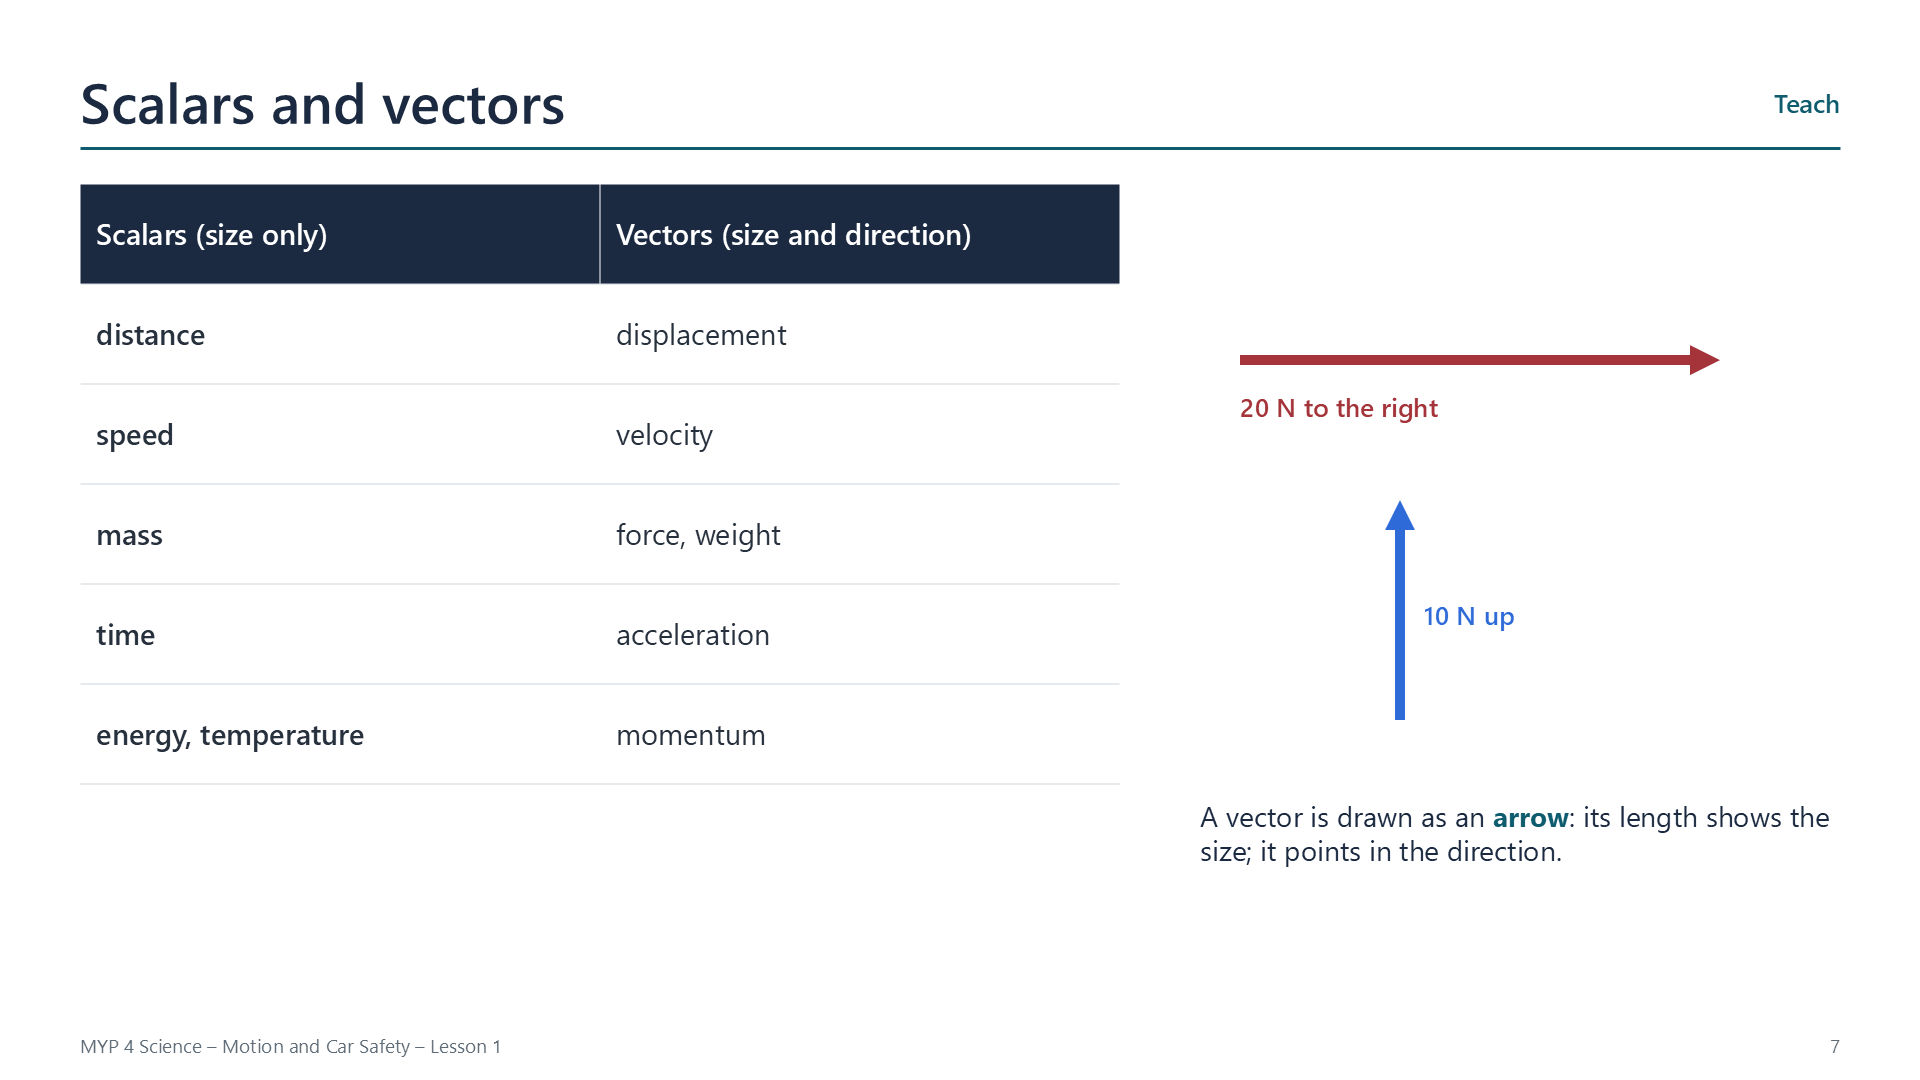 Scalars and vectors
Teach
Scalars (size only)
Vectors (size and direction)
distance
displacement
speed
velocity
mass
force, weight
time
acceleration
energy, temperature
momentum
20 N to the right
10 N up
A vector is drawn as an arrow: its length shows the
size; it points in the direction.
MYP 4 Science – Motion and Car Safety – Lesson 1
7